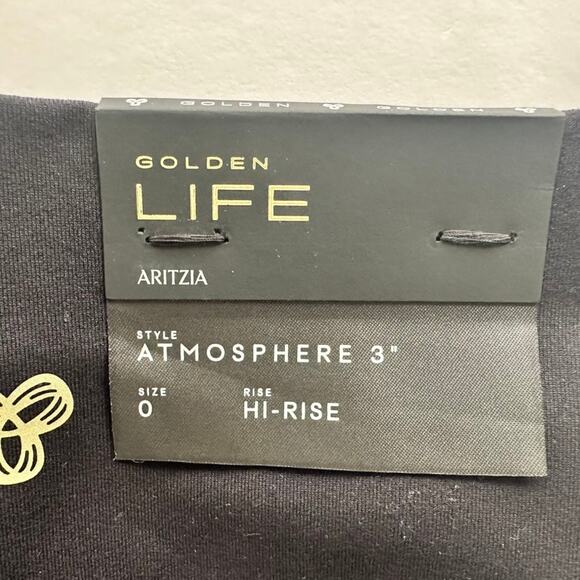 GOLDEN GOLDEN
GOLDEN
LIFE
ARITZIA
STYLE
ATMOSPHERE 3"
SIZE RISE
0 HI-RISE